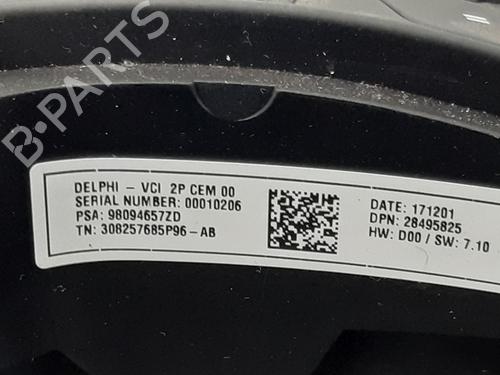 B-PARTS
DELPHI - VCI 2P CEM 00
SERIAL NUMBER: 00010206
PSA: 98094657ZD
TN: 308257685P96-AB
DATE: 171201
DPN: 28495825
HW: D00 / SW: 7.10